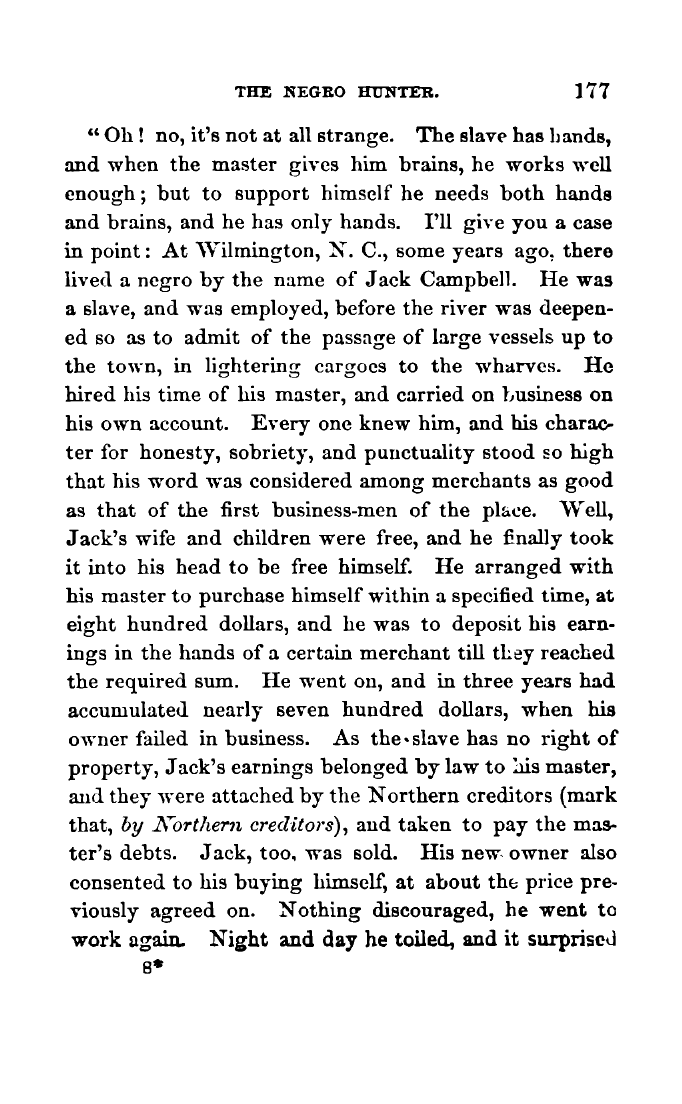 THE NEGRO HUNTER. 177
“ Oh ! no, it's not at all strange. The slave has hands,
and when the master gives him brains, he works well
enough ; but to support himself he needs both hands
and brains, and he has only hands. I'll give you a case
in point : At Wilmington, N. C., some years ago, there
lived a negro by the name of Jack Campbell. He was
a slave, and was employed, before the river was deepen-
ed so as to admit of the passage of large vessels up to
the town, in lightering cargoes to the wharves. He
hired his time of his master, and carried on business on
his own account. Every one knew him, and his charac-
ter for honesty, sobriety, and punctuality stood so high
that his word was considered among merchants as good
as that of the first business-men of the place. Well,
Jack's wife and children were free, and he finally took
it into his head to be free himself. He arranged with
his master to purchase himself within a specified time, at
eight hundred dollars, and he was to deposit his earn-
ings in the hands of a certain merchant till they reached
the required sum. He went on, and in three years had
accumulated nearly seven hundred dollars, when his
owner failed in business. As the slave has no right of
property, Jack's earnings belonged by law to his master,
and they were attached by the Northern creditors (mark
that, by Northern creditors), and taken to pay the mas-
ter's debts. Jack, too, was sold. His new owner also
consented to his buying himself, at about the price pre-
viously agreed on. Nothing discouraged, he went to
work again. Night and day he toiled, and it surprised
8*